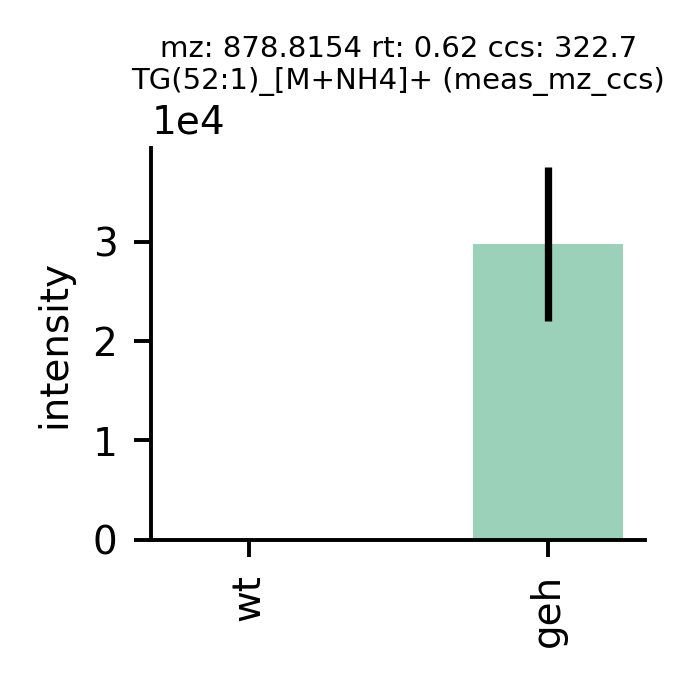 mz: 878.8154 rt: 0.62 ccs: 322.7
TG(52:1)_[M+NH4]+ (meas_mz_ccs)
1e4
3
2
1
0
intensity
wt
geh